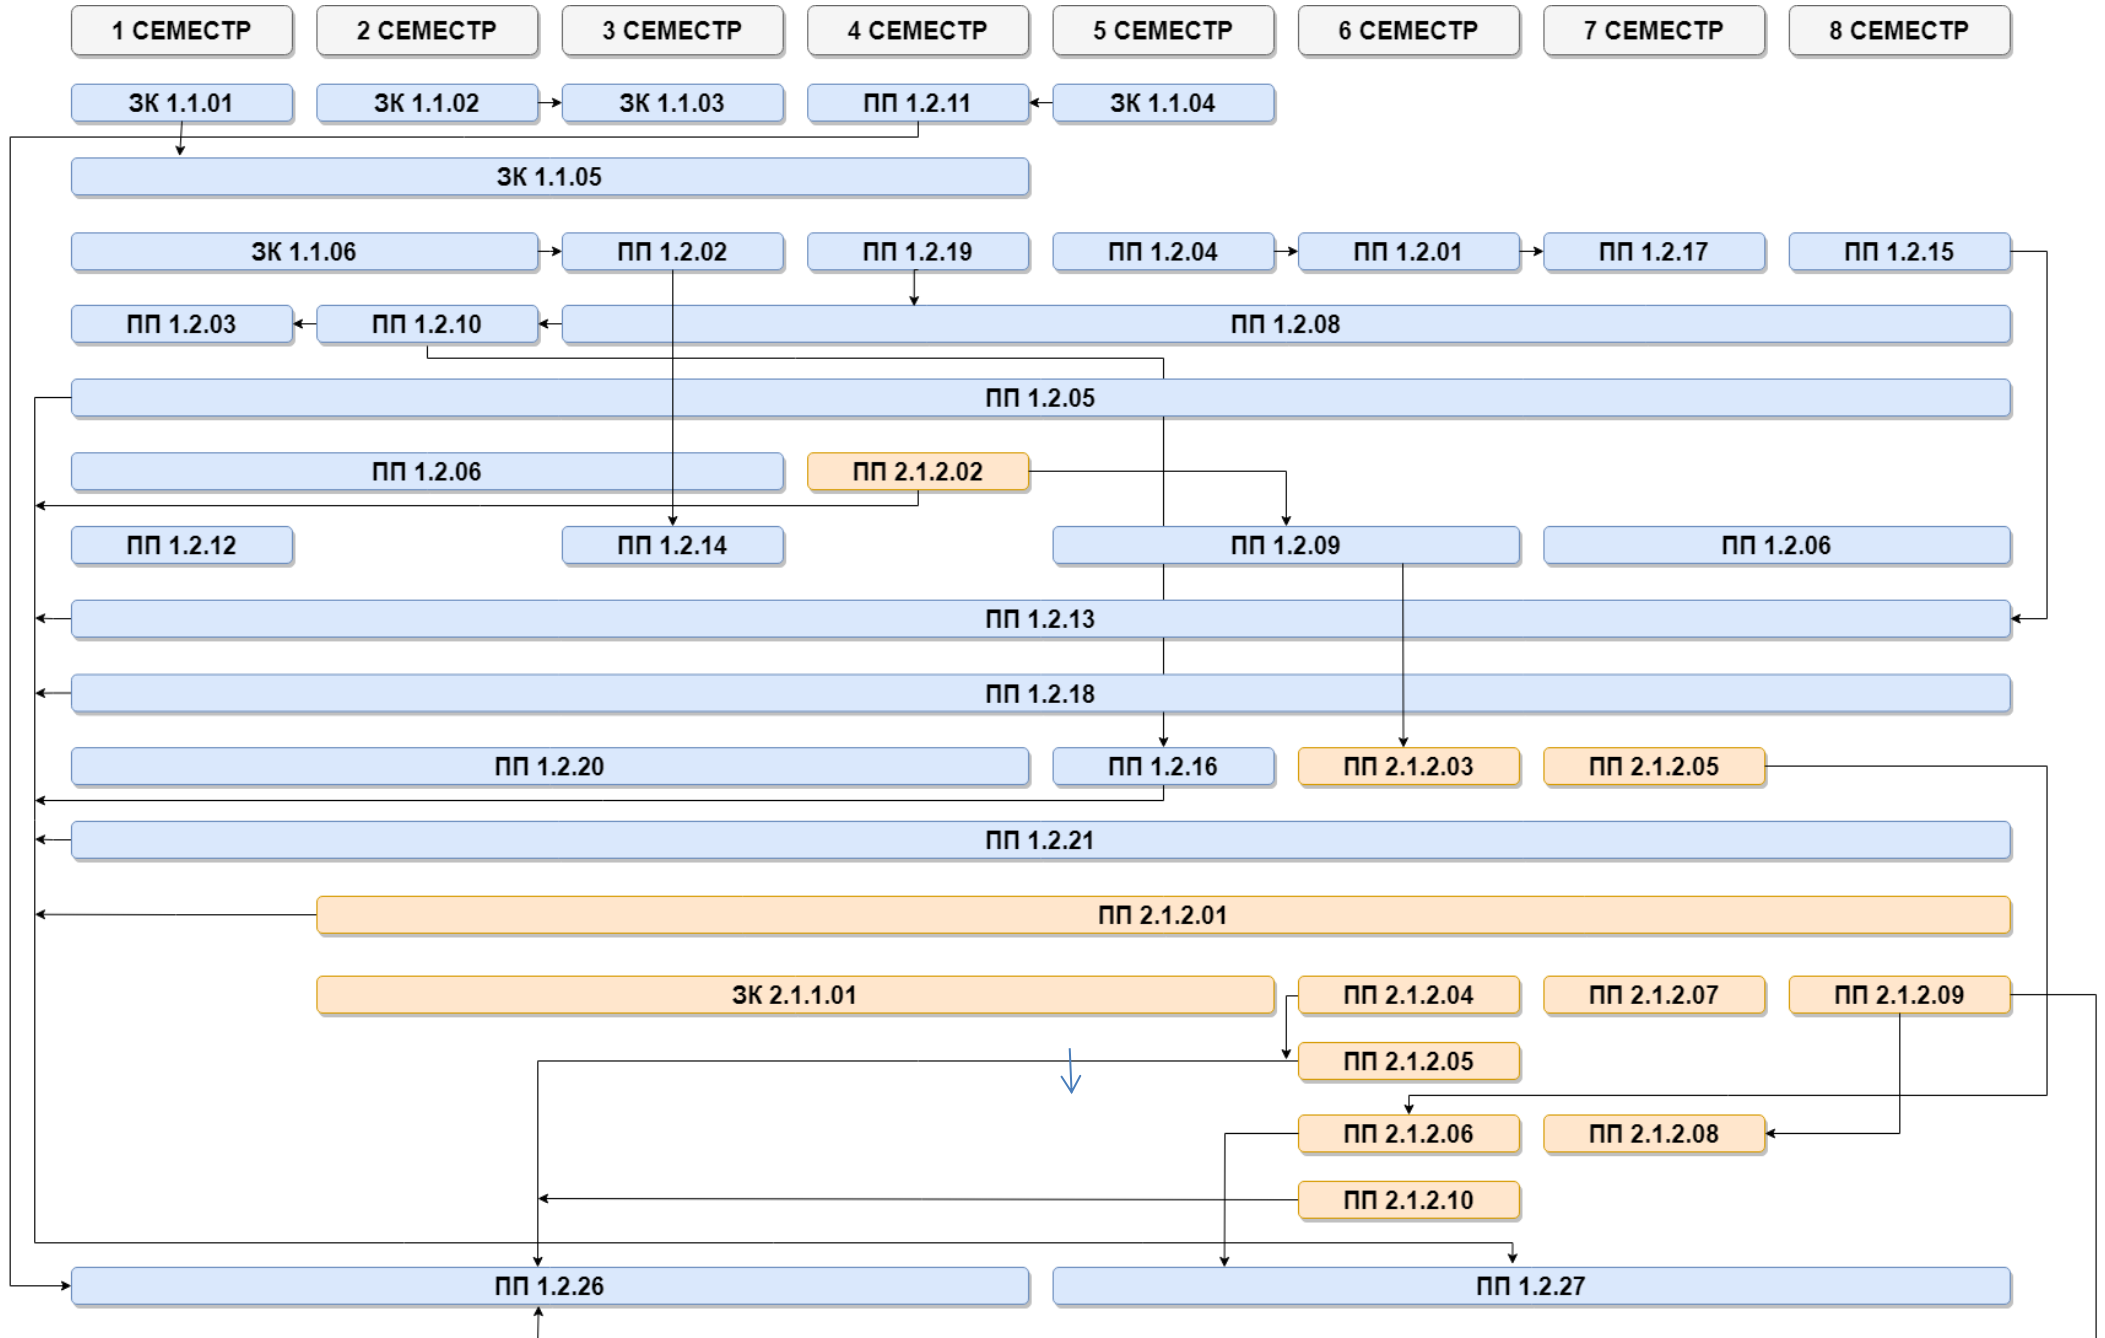 1 СЕМЕСТР 2 СЕМЕСТР 3 СЕМЕСТР 4 СЕМЕСТР 5 СЕМЕСТР 6 СЕМЕСТР 7 СЕМЕСТР 8 СЕМЕСТР
ЗК 1.1.01 ЗК 1.1.02 ЗК 1.1.03 ПП 1.2.11 ЗК 1.1.04
ЗК 1.1.05
ЗК 1.1.06 ПП 1.2.02 ПП 1.2.19 ПП 1.2.04 ПП 1.2.01 ПП 1.2.17 ПП 1.2.15
ПП 1.2.03 ПП 1.2.10 ПП 1.2.08
ПП 1.2.05
ПП 1.2.06 ПП 2.1.2.02
ПП 1.2.12 ПП 1.2.14 ПП 1.2.09 ПП 1.2.06
ПП 1.2.13
ПП 1.2.18
ПП 1.2.20 ПП 1.2.16 ПП 2.1.2.03 ПП 2.1.2.05
ПП 1.2.21
ПП 2.1.2.01
ЗК 2.1.1.01 ПП 2.1.2.04 ПП 2.1.2.07 ПП 2.1.2.09
ПП 2.1.2.05
ПП 2.1.2.06 ПП 2.1.2.08
ПП 2.1.2.10
ПП 1.2.26 ПП 1.2.27